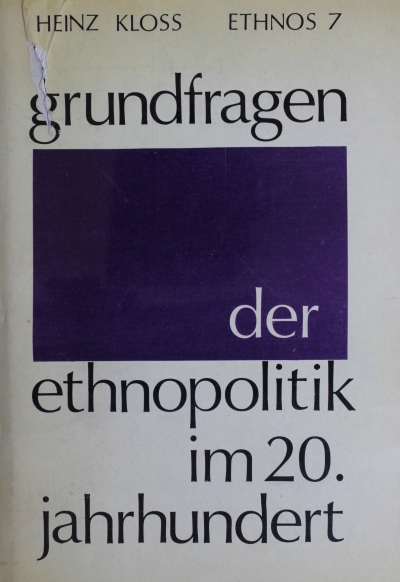 HEINZ KLOSS ETHNOS 7
grundfragen
der
ethnopolitik
im 20.
jahrhundert